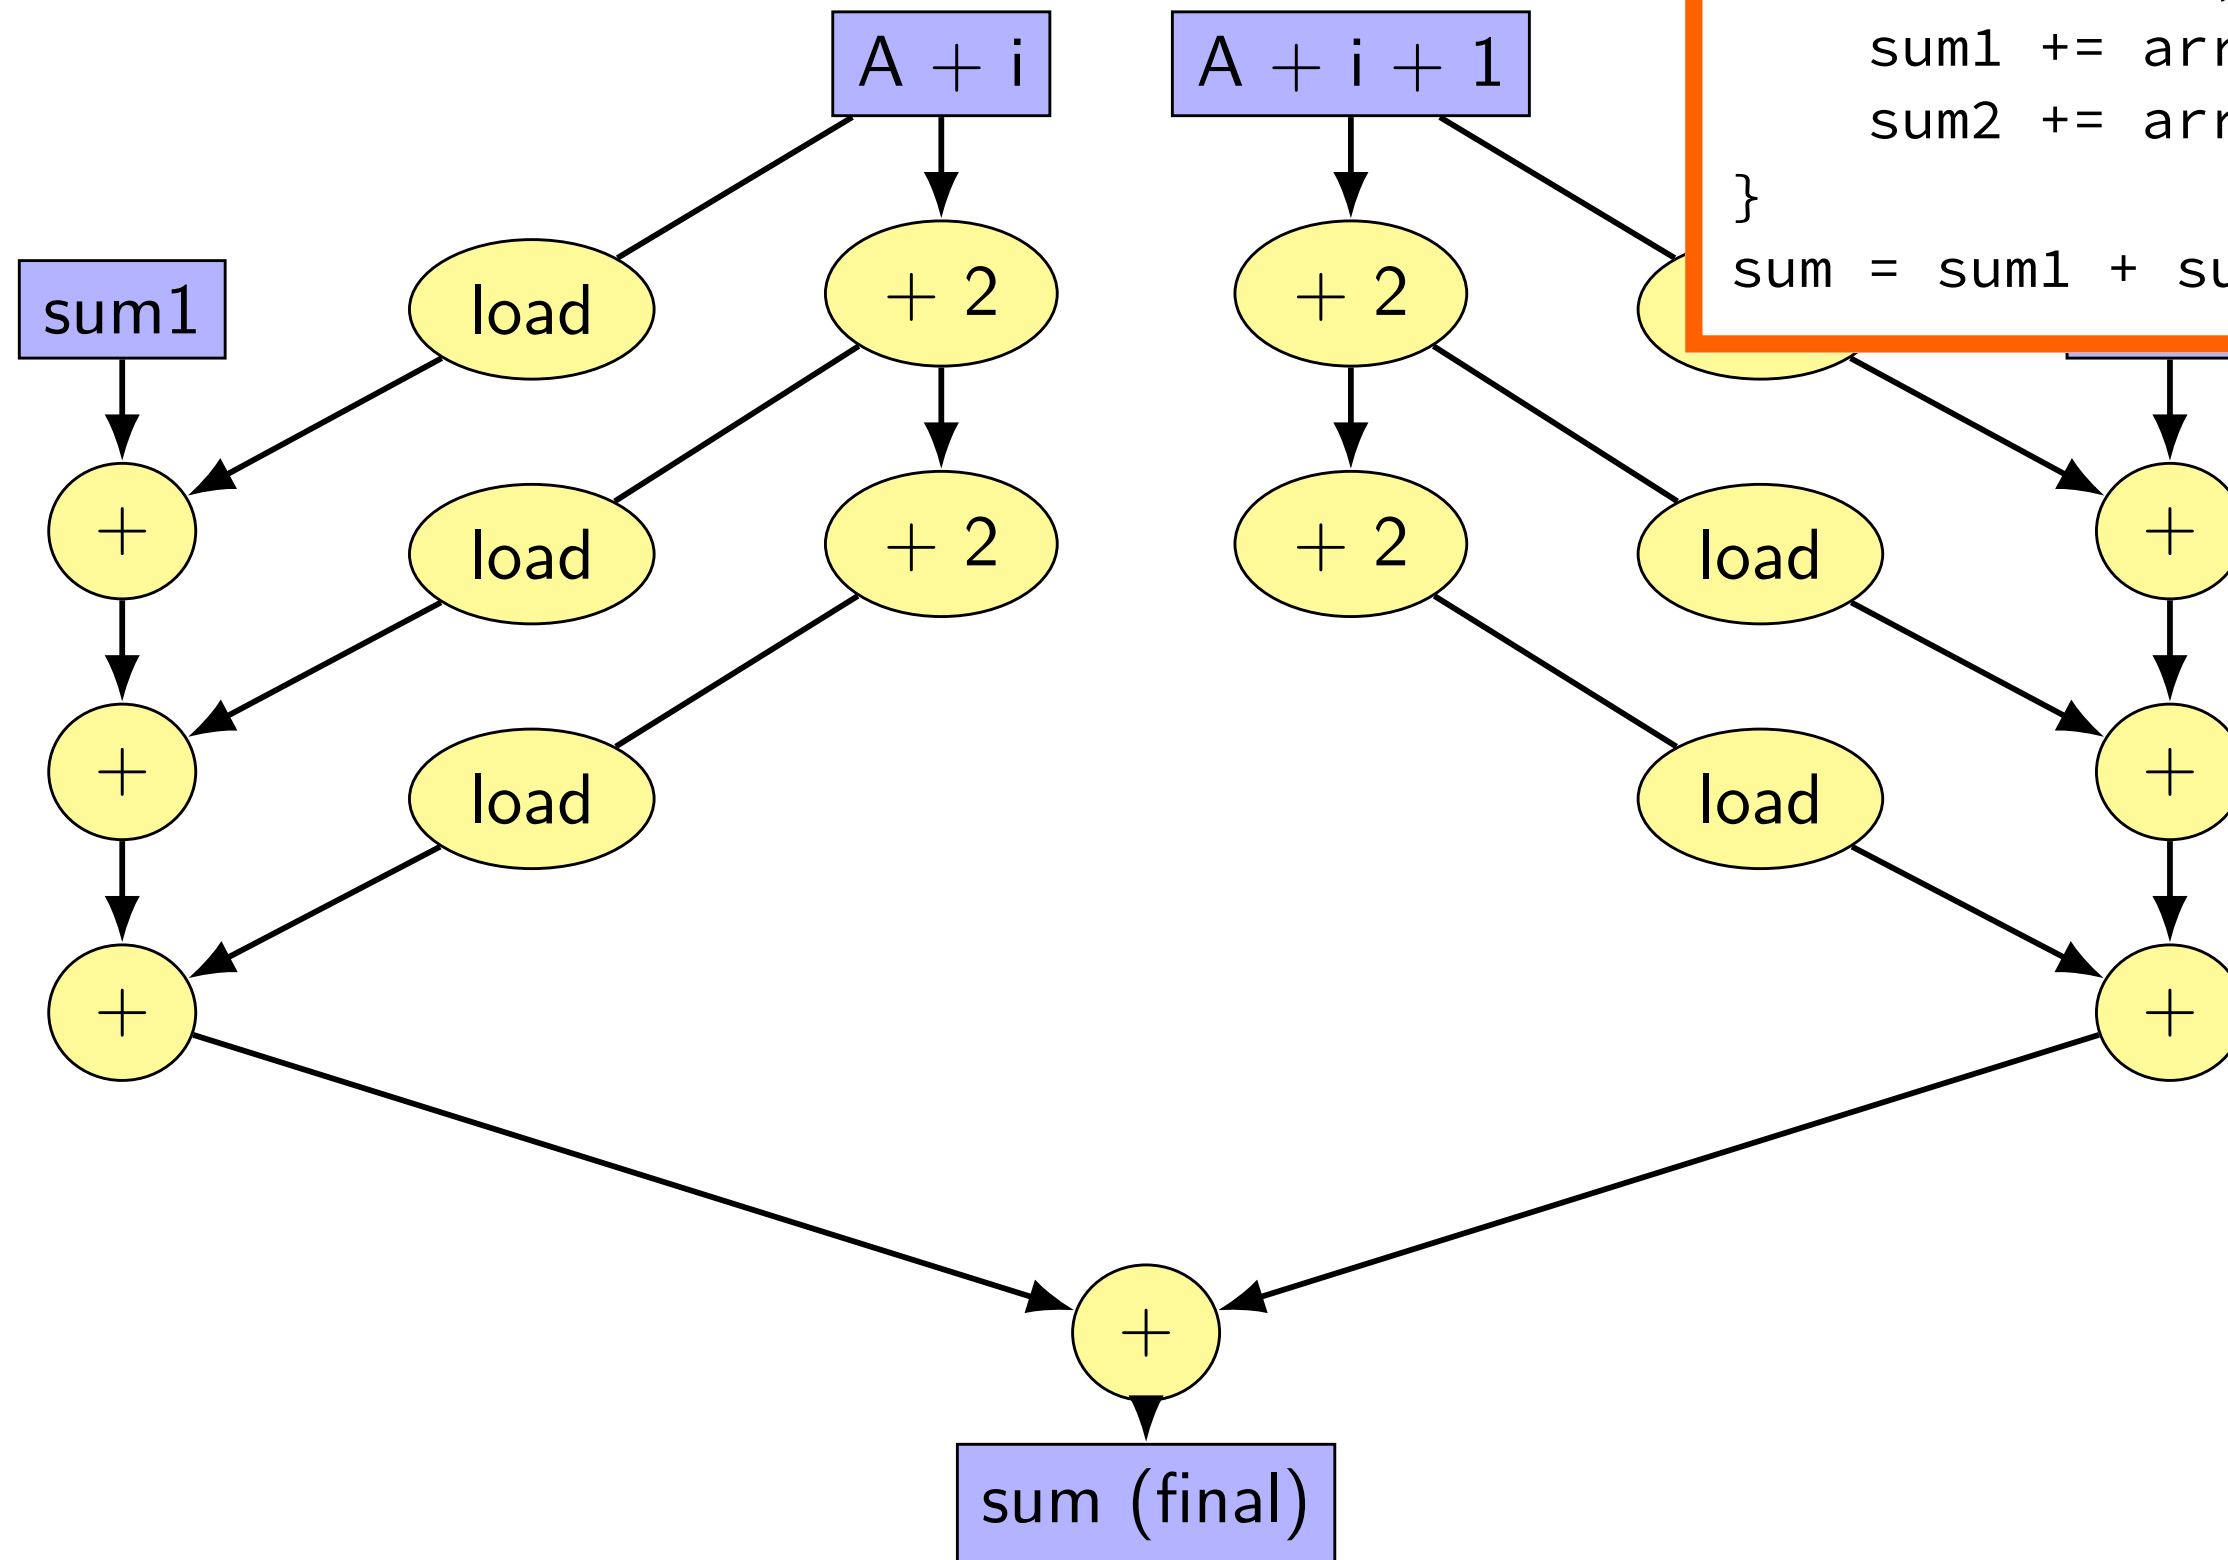 A + i
A + i + 1
sum1 +=
sum2 +=
}
sum = sum1 +
sum1
load
+ 2
+ 2
+
load
+ 2
+ 2
load
+
+
load
load
+
+
+
+
sum (final)